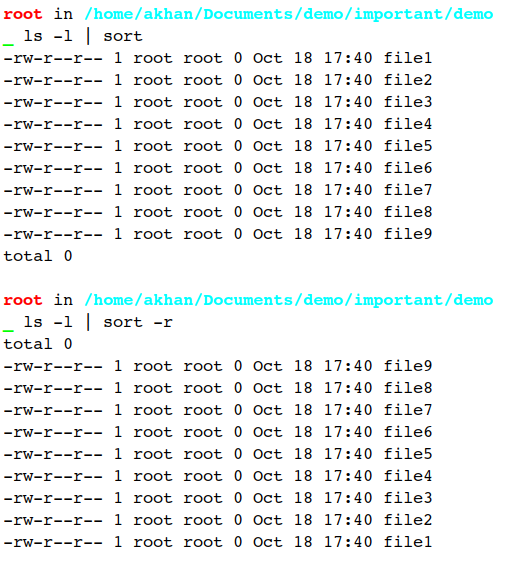 root in /home/akhan/Documents/demo/important/demo
_ ls -l | sort
-rw-r--r-- 1 root root 0 Oct 18 17:40 file1
-rw-r--r-- 1 root root 0 Oct 18 17:40 file2
-rw-r--r-- 1 root root 0 Oct 18 17:40 file3
-rw-r--r-- 1 root root 0 Oct 18 17:40 file4
-rw-r--r-- 1 root root 0 Oct 18 17:40 file5
-rw-r--r-- 1 root root 0 Oct 18 17:40 file6
-rw-r--r-- 1 root root 0 Oct 18 17:40 file7
-rw-r--r-- 1 root root 0 Oct 18 17:40 file8
-rw-r--r-- 1 root root 0 Oct 18 17:40 file9
total 0
root in /home/akhan/Documents/demo/important/demo
_ ls -l | sort -r
total 0
-rw-r--r-- 1 root root 0 Oct 18 17:40 file9
-rw-r--r-- 1 root root 0 Oct 18 17:40 file8
-rw-r--r-- 1 root root 0 Oct 18 17:40 file7
-rw-r--r-- 1 root root 0 Oct 18 17:40 file6
-rw-r--r-- 1 root root 0 Oct 18 17:40 file5
-rw-r--r-- 1 root root 0 Oct 18 17:40 file4
-rw-r--r-- 1 root root 0 Oct 18 17:40 file3
-rw-r--r-- 1 root root 0 Oct 18 17:40 file2
-rw-r--r-- 1 root root 0 Oct 18 17:40 file1